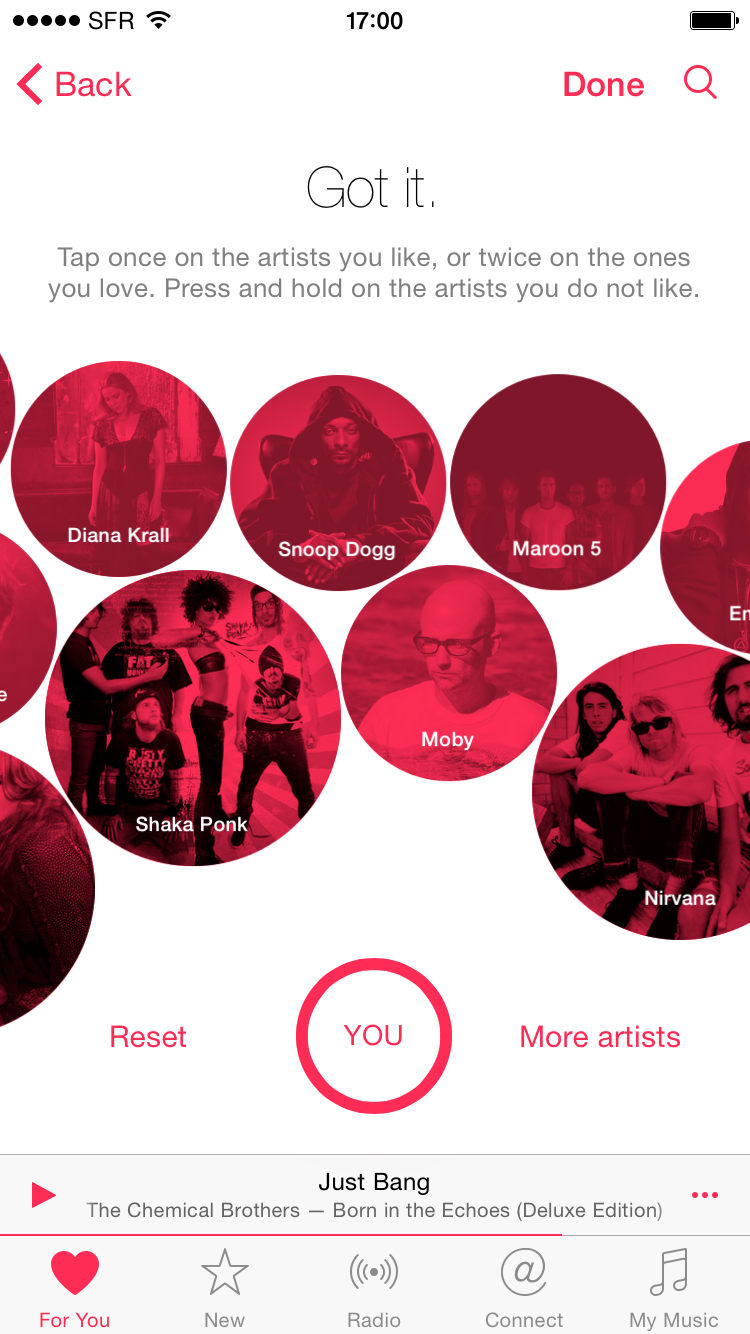 SFR 17:00
Back Done
Got it.
Tap once on the artists you like, or twice on the ones
you love. Press and hold on the artists you do not like.
Diana Krall
Snoop Dogg
Maroon 5
En
e
Moby
Shaka Ponk
Nirvana
Reset YOU More artists
Just Bang
The Chemical Brothers — Born in the Echoes (Deluxe Edition)
For You New Radio @ Connect My Music